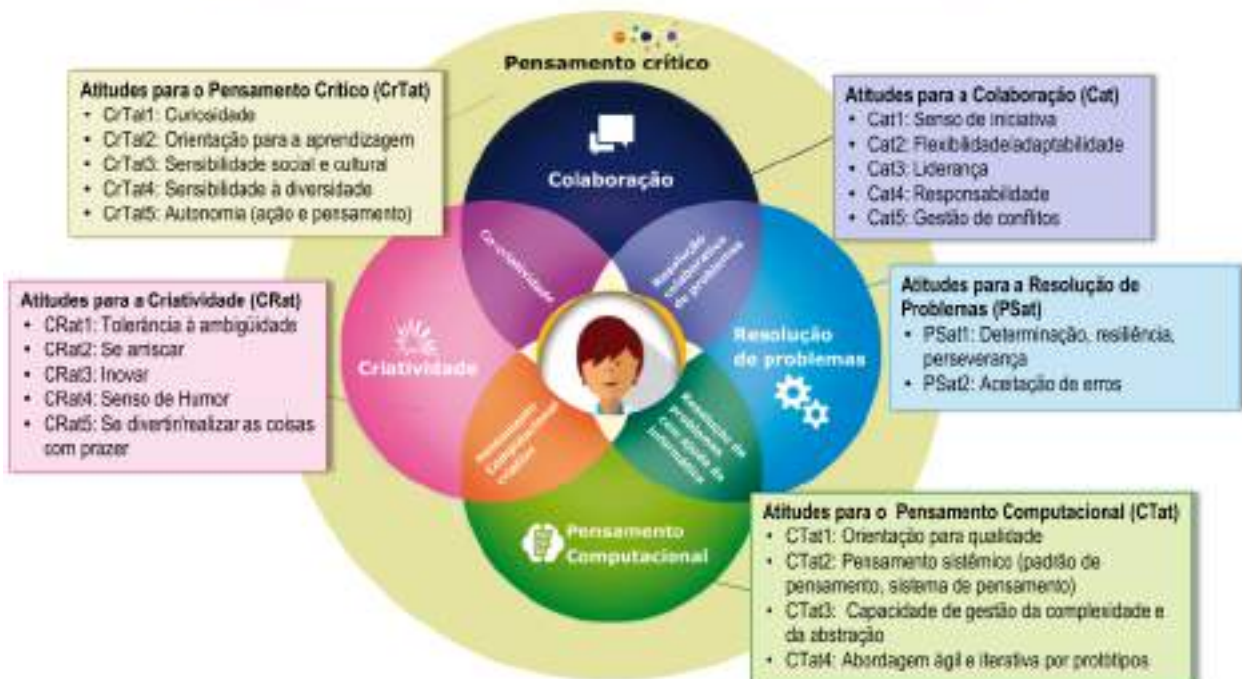 Pensamento crítico
Atitudes para o Pensamento Crítico (CrTat)
• CrTat1: Curiosidade
• CrTat2: Orientação para a aprendizagem
• CrTat3: Sensibilidade social e cultural
• CrTat4: Sensibilidade à diversidade
• CrTat5: Autonomia (ação e pensamento)
Atitudes para a Colaboração (Cat)
• Cat1: Senso de iniciativa
• Cat2: Flexibilidade/adaptabilidade
• Cat3: Liderança
• Cat4: Responsabilidade
• Cat5: Gestão de conflitos
Colaboração
Co-criatividade
Resolução
colaborativa
de problemas
Atitudes para a Criatividade (CRat)
• CRat1: Tolerância à ambigüidade
• CRat2: Se arriscar
• CRat3: Inovar
• CRat4: Senso de Humor
• CRat5: Se divertir/realizar as coisas
com prazer
Criatividade
Resolução
de problemas
Atitudes para a Resolução de
Problemas (PSat)
• PSat1: Determinação, resiliência,
perseverança
• PSat2: Aceitação de erros
Pensamento
Computacional
criativo
Resolução de
problemas
com ajuda da
informática
Pensamento
Computacional
Atitudes para o Pensamento Computacional (CTat)
• CTat1: Orientação para qualidade
• CTat2: Pensamento sistêmico (padrão de
pensamento, sistema de pensamento)
• CTat3: Capacidade de gestão da complexidade e
da abstração
• CTat4: Abordagem ágil e iterativa por protótipos